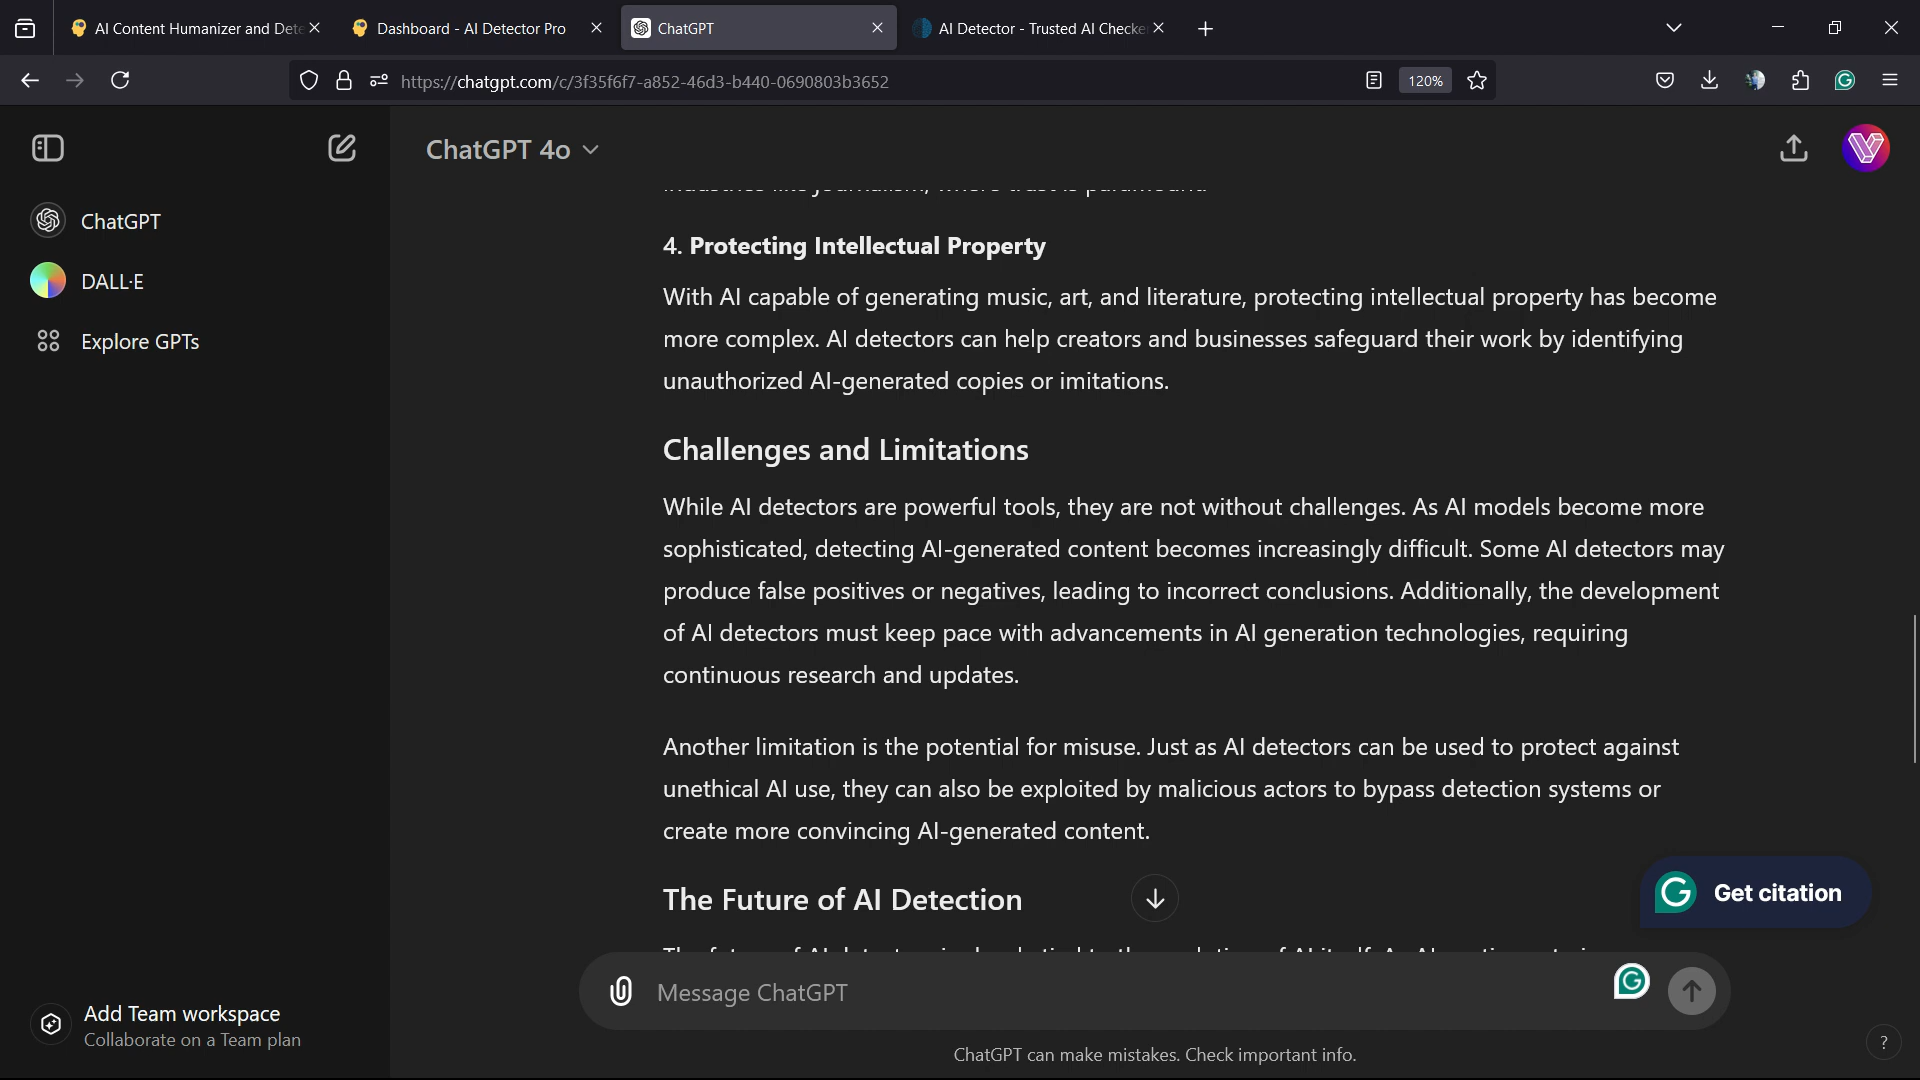 AI Content Humanizer and Dete
Dashboard - AI Detector Pro
ChatGPT
AI Detector - Trusted AI Checke
https://chatgpt.com/c/3f35f6f7-a852-46d3-b440-0690803b3652
120%
ChatGPT 4o
ChatGPT
DALL·E
Explore GPTs
4. Protecting Intellectual Property
With AI capable of generating music, art, and literature, protecting intellectual property has become
more complex. AI detectors can help creators and businesses safeguard their work by identifying
unauthorized AI-generated copies or imitations.
Challenges and Limitations
While AI detectors are powerful tools, they are not without challenges. As AI models become more
sophisticated, detecting AI-generated content becomes increasingly difficult. Some AI detectors may
produce false positives or negatives, leading to incorrect conclusions. Additionally, the development
of AI detectors must keep pace with advancements in AI generation technologies, requiring
continuous research and updates.
Another limitation is the potential for misuse. Just as AI detectors can be used to protect against
unethical AI use, they can also be exploited by malicious actors to bypass detection systems or
create more convincing AI-generated content.
The Future of AI Detection
Get citation
Message ChatGPT
Add Team workspace
Collaborate on a Team plan
ChatGPT can make mistakes. Check important info.
?